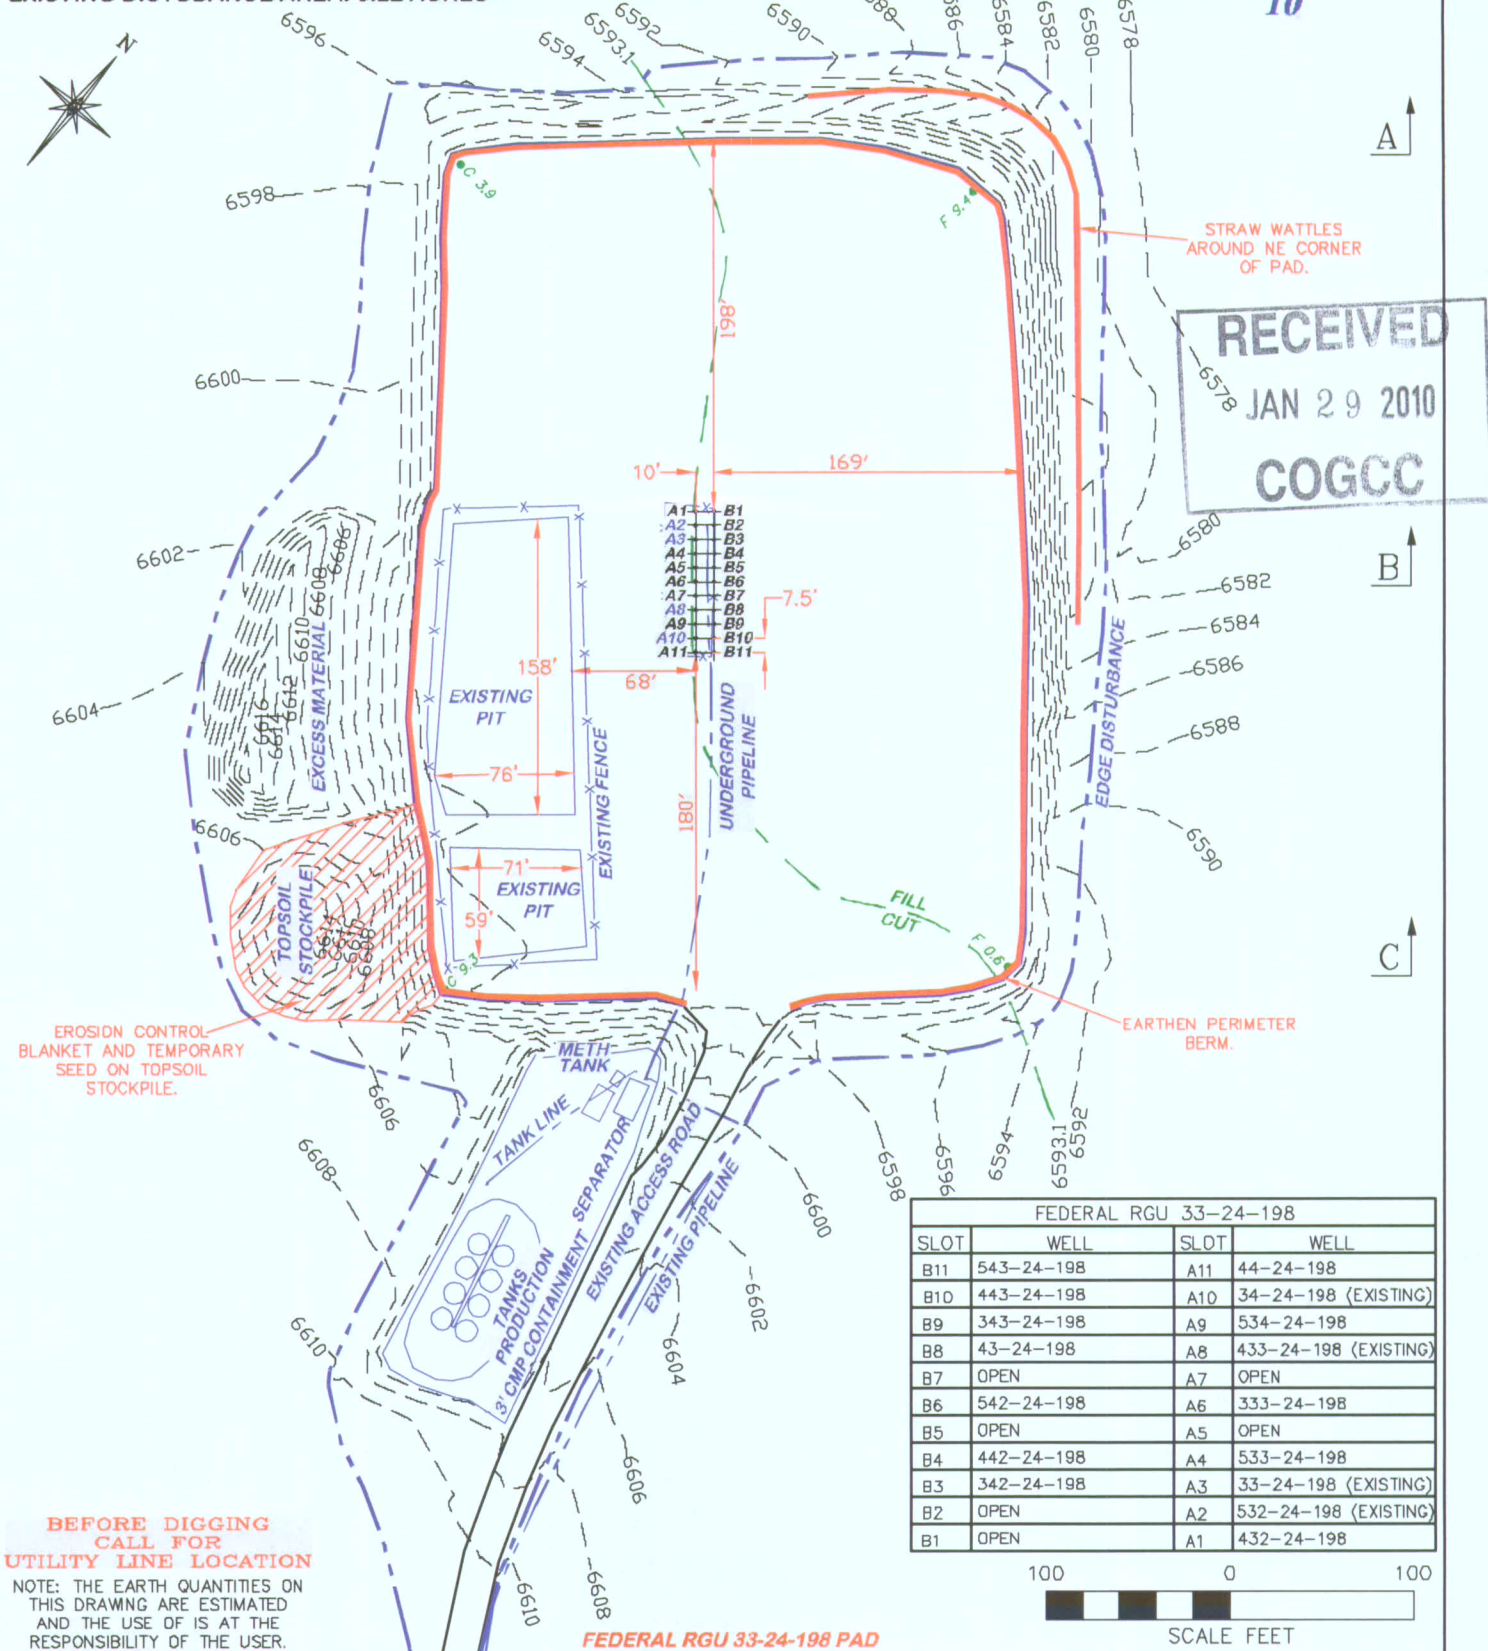 10
N
6596
6594
6593.1
6592
6590
6584
6582
6580
6578
A
C 3.9
F 9.4
6598
STRAW WATTLES
AROUND NE CORNER
OF PAD.
RECEIVED
JAN 29 2010
COGCC
198'
6600
6578
10'
169'
A1 B1
A2 B2
A3 B3
A4 B4
A5 B5
A6 B6
A7 B7
A8 B8
A9 B9
A10 B10
A11 B11
7.5'
6602
6606
6608
6610
6612
6614
6616
EXCESS MATERIAL
6580
B
6582
6584
6586
6588
6590
6604
158'
68'
EXISTING
PIT
76'
EXISTING FENCE
UNDERGROUND
PIPELINE
EDGE DISTURBANCE
180'
6606
TOPSOIL
STOCKPILE
6614
6612
6610
6608
71'
EXISTING
PIT
59'
C 9.3
FILL
CUT
F 0.6
C
EROSION CONTROL
BLANKET AND TEMPORARY
SEED ON TOPSOIL
STOCKPILE.
EARTHEN PERIMETER
BERM.
METH
TANK
TANK LINE
SEPARATOR
EXISTING ACCESS ROAD
EXISTING PIPELINE
TANKS
PRODUCTION
3' CMP CONTAINMENT
6606
6608
6610
6598
6596
6594
6593.1
6592
6600
6602
6604
6606
6608
6610
FEDERAL RGU 33-24-198
SLOT WELL SLOT WELL
B11 543-24-198 A11 44-24-198
B10 443-24-198 A10 34-24-198 (EXISTING)
B9 343-24-198 A9 534-24-198
B8 43-24-198 A8 433-24-198 (EXISTING)
B7 OPEN A7 OPEN
B6 542-24-198 A6 333-24-198
B5 OPEN A5 OPEN
B4 442-24-198 A4 533-24-198
B3 342-24-198 A3 33-24-198 (EXISTING)
B2 OPEN A2 532-24-198 (EXISTING)
B1 OPEN A1 432-24-198
100 0 100
SCALE FEET
BEFORE DIGGING
CALL FOR
UTILITY LINE LOCATION
NOTE: THE EARTH QUANTITIES ON
THIS DRAWING ARE ESTIMATED
AND THE USE OF IS AT THE
RESPONSIBILITY OF THE USER.
FEDERAL RGU 33-24-198 PAD